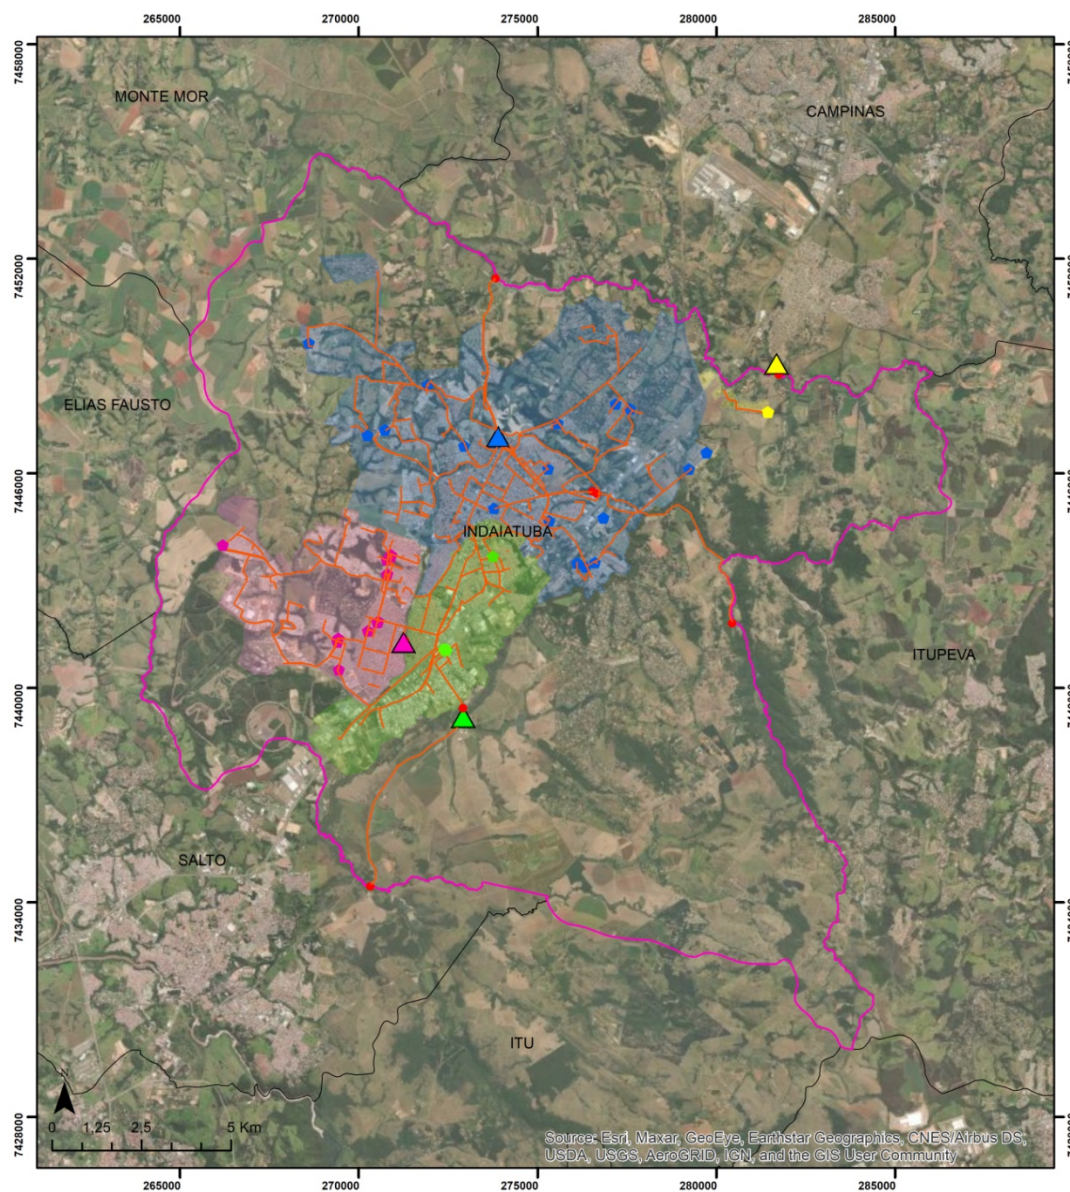 265000 270000 275000 280000 285000
7458000
MONTE MOR
CAMPINAS
7452000
ELIAS FAUSTO
7446000
INDAIATUBA
ITUPEVA
7440000
SALTO
7434000
ITU
N
0 1,25 2,5 5 Km
7428000
Source: Esri, Maxar, GeoEye, Earthstar Geographics, CNES/Airbus DS,
USDA, USGS, AeroGRID, IGN, and the GIS User Community
265000 270000 275000 280000 285000